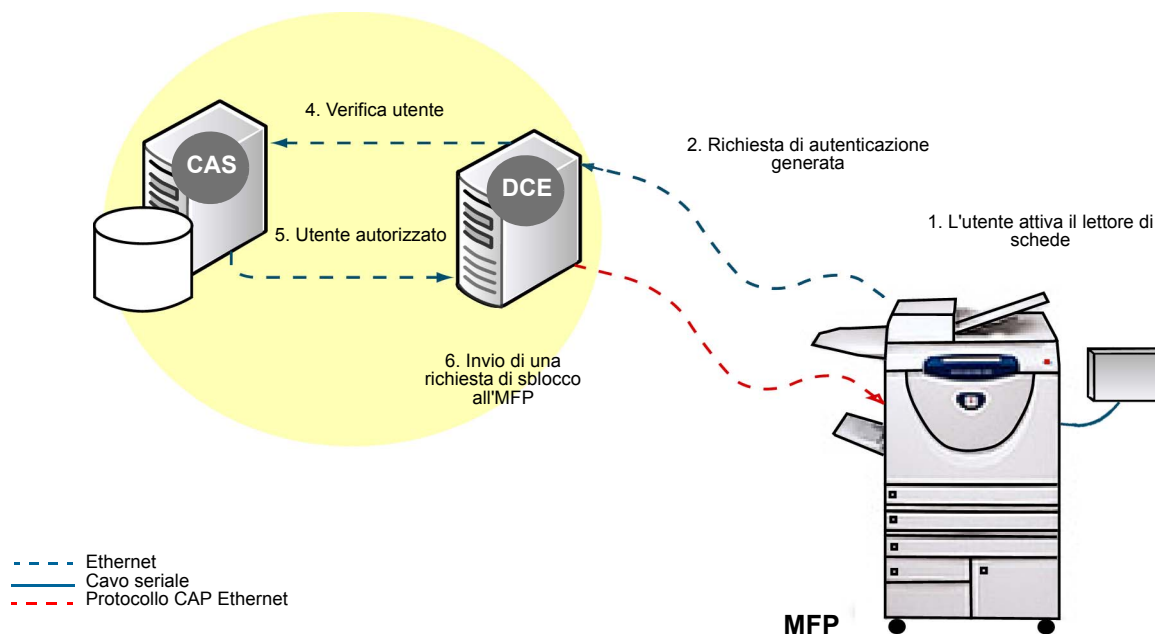 4. Verifica utente
CAS
DCE
2. Richiesta di autenticazione
generata
5. Utente autorizzato
1. L'utente attiva il lettore di
schede
6. Invio di una
richiesta di sblocco
all'MFP
Ethernet
Cavo seriale
Protocollo CAP Ethernet
MFP